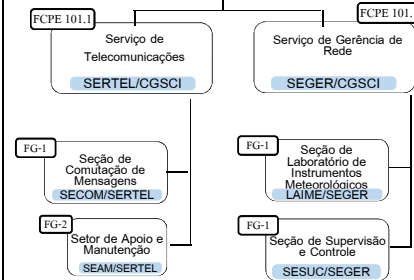 FCPE 101.1
Serviço de
Telecomunicações
SERTEL/CGSCI
FCPE 101.
Serviço de Gerência de
Rede
SEGER/CGSCI
FG-1
Seção de
Comutação de
Mensagens
SECOM/SERTEL
FG-1
Seção de
Laboratório de
Instrumentos
Meteorológicos
LAIME/SEGER
FG-2
Setor de Apoio e
Manutenção
SEAM/SERTEL
FG-1
Seção de Supervisão
e Controle
SESUC/SEGER